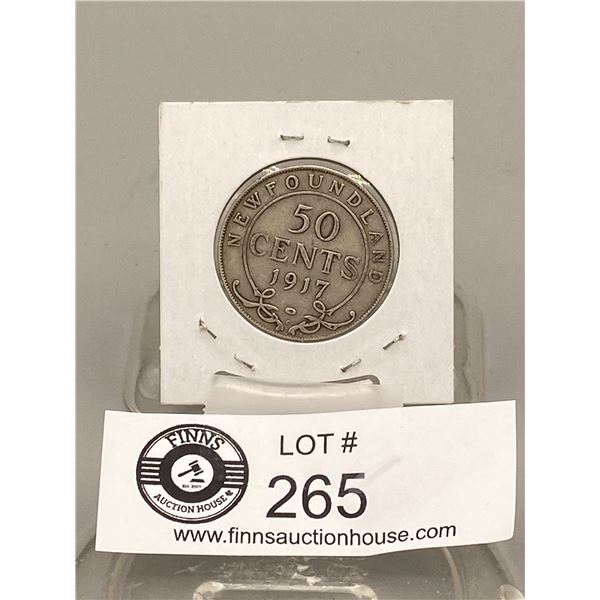 NEWFOUNDLAND
50
CENTS
1917
C
FINNS
AUCTION HOUSE
LOT #
265
www.finnsauctionhouse.com